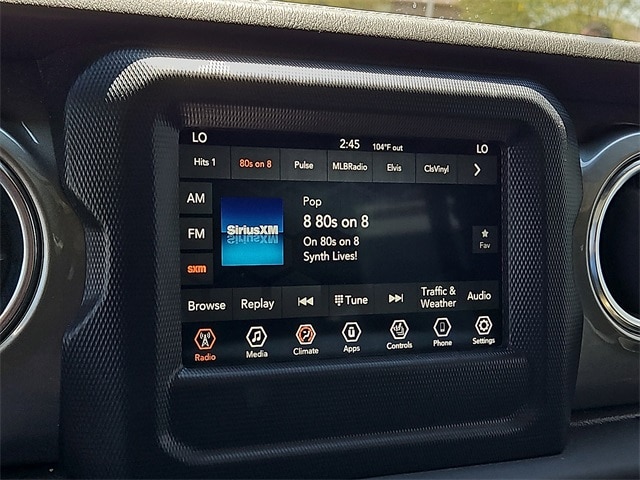 LO 2:45 104°F out LO
Hits 1 80s on 8 Pulse MLBRadio Elvis ClsVinyl
AM
FM
sxm
SiriusXM
Pop
8 80s on 8
On 80s on 8
Synth Lives!
Fav
Browse Replay Tune Traffic & Weather Audio
Radio Media Climate Apps Controls Phone Settings